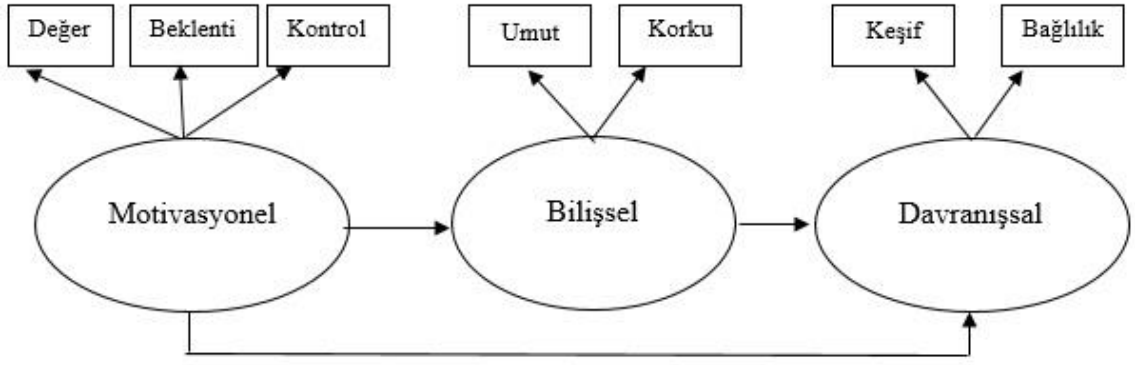 Değer
Beklenti
Kontrol
Umut
Korku
Keşif
Bağlılık
Motivasyonel
Bilişsel
Davranışsal